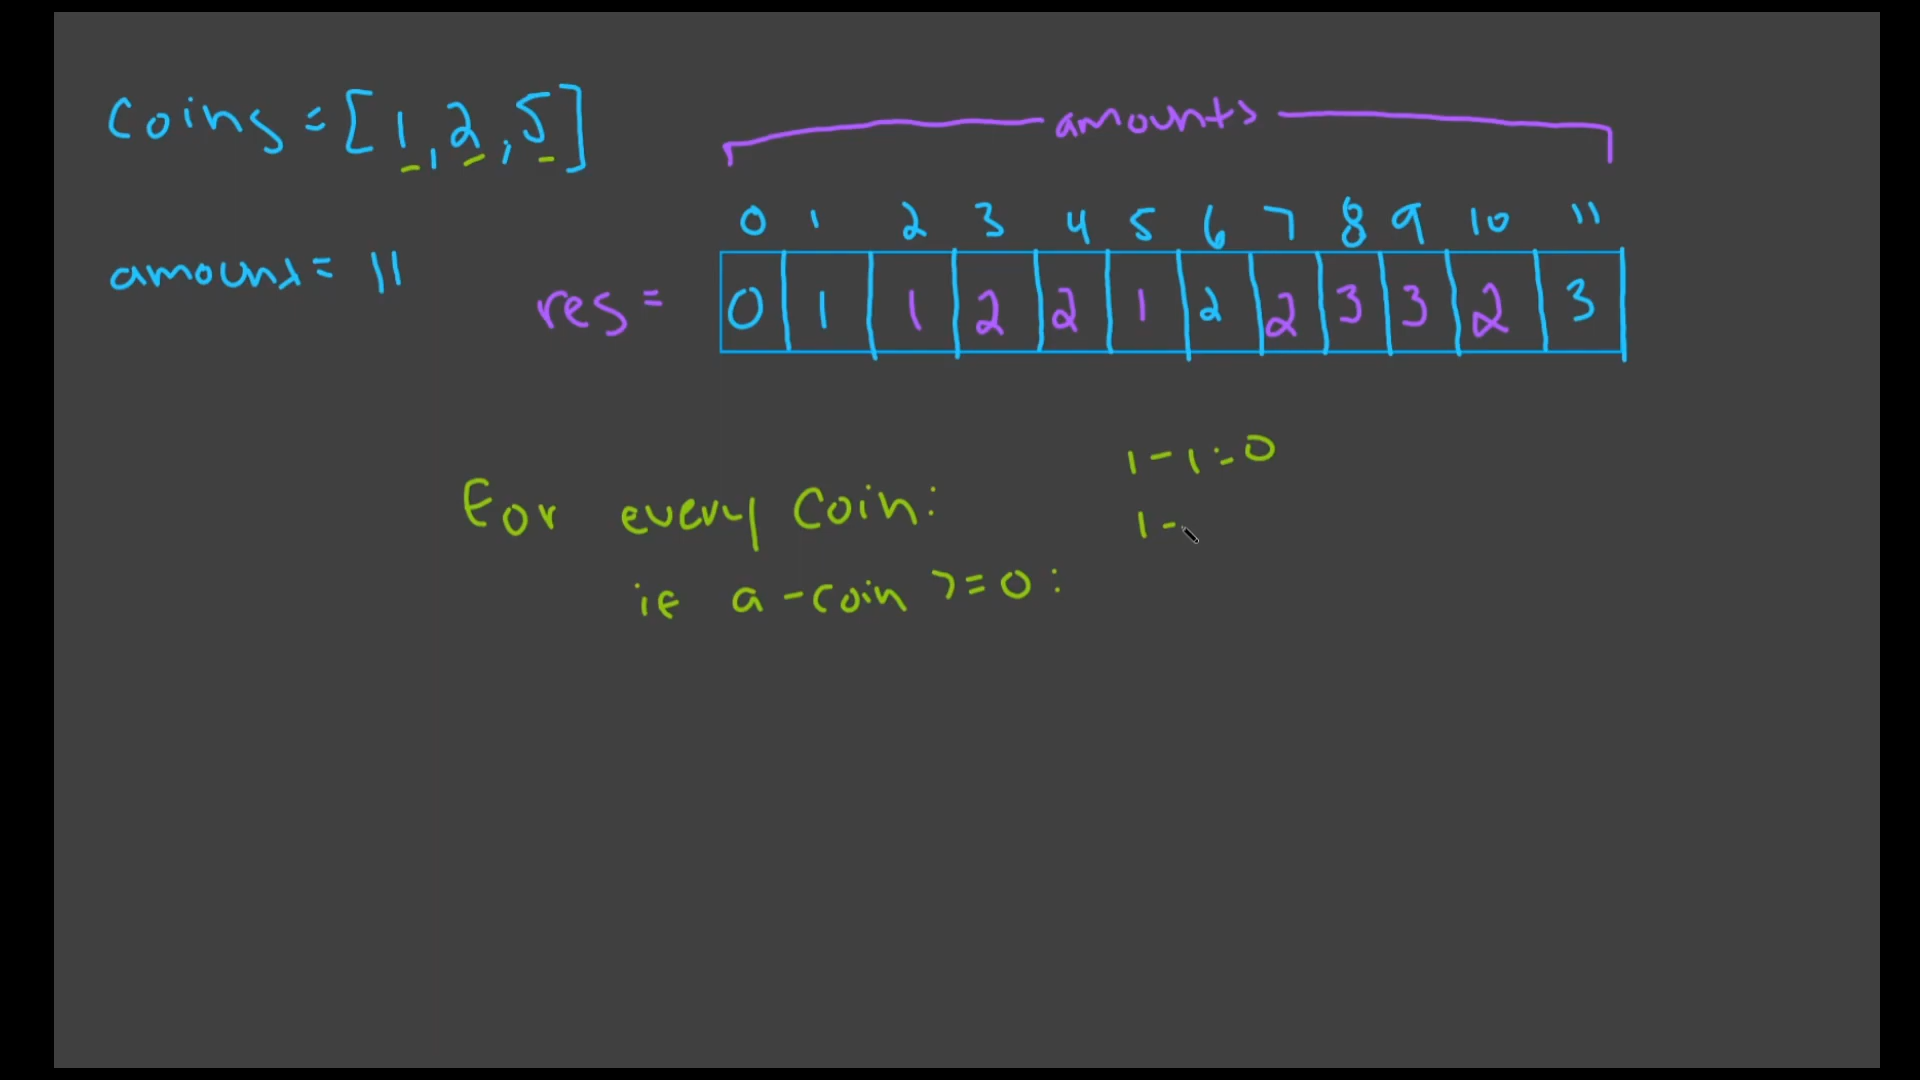 Coins = [1,2,5]
amounts
amount = 11
0 1 2 3 4 5 6 7 8 9 10 11
res = 0 1 1 2 2 1 2 2 3 3 2 3
For every coin:
if a - coin >= 0:
1 - 1 = 0
1 -